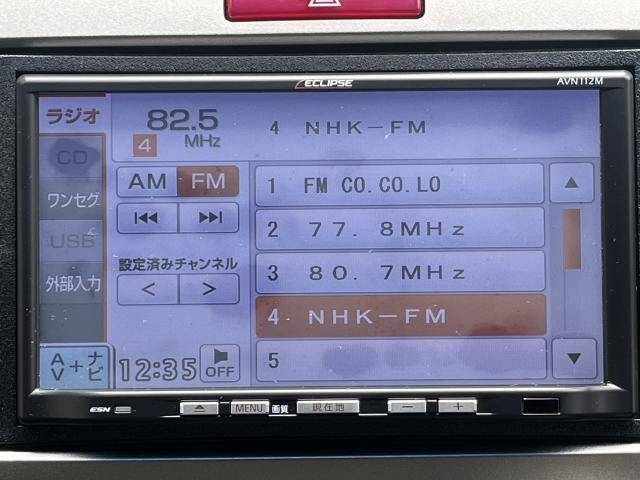 ECLIPSE
AVN112M
ラジオ
82.5
MHz
4
4 NHK-FM
CD
AM
FM
1 FM CO.CO.LO
ワンセグ
2 77.8MHz
USB
設定済みチャンネル
3 80.7MHz
外部入力
< >
4 NHK-FM
AV+ナビ
12:35
OFF
5
ESN
MENU
画質
現在地
－
＋